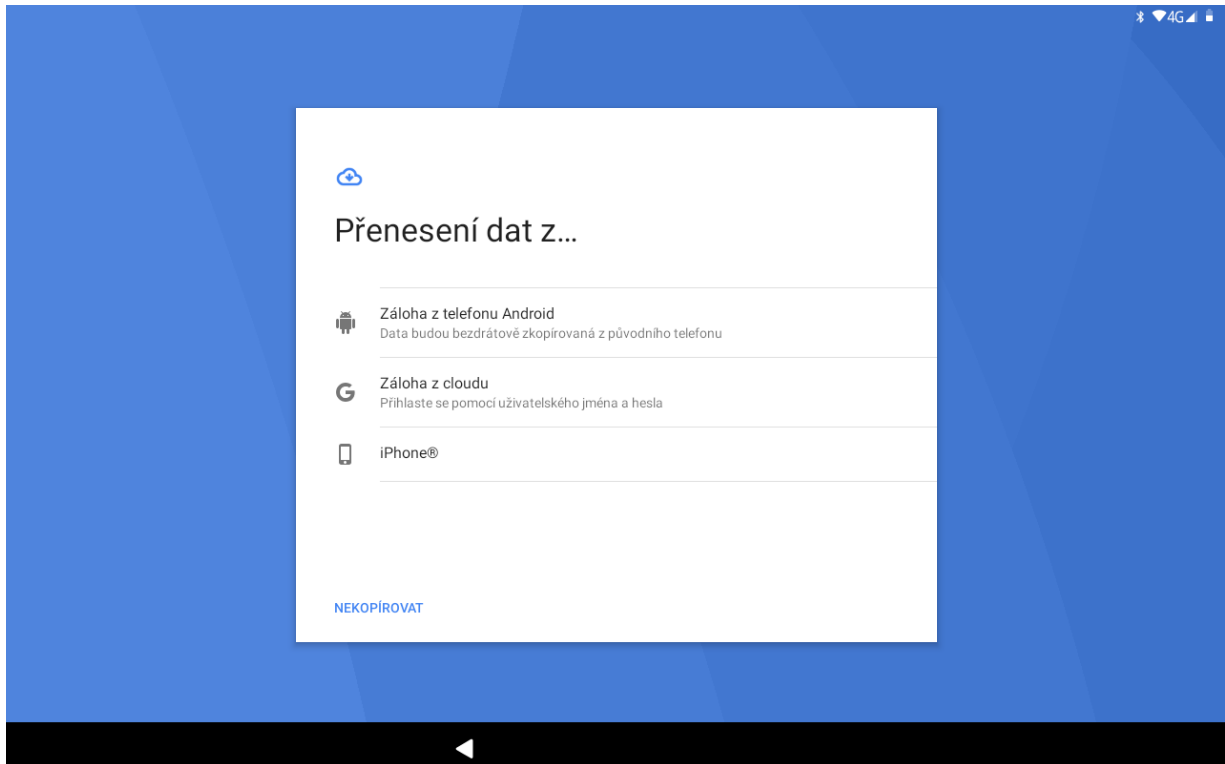 4G
Přenesení dat z...
Záloha z telefonu Android
Data budou bezdrátově zkopírovaná z původního telefonu
Záloha z cloudu
Přihlaste se pomocí uživatelského jména a hesla
iPhone®
NEKOPÍROVAT